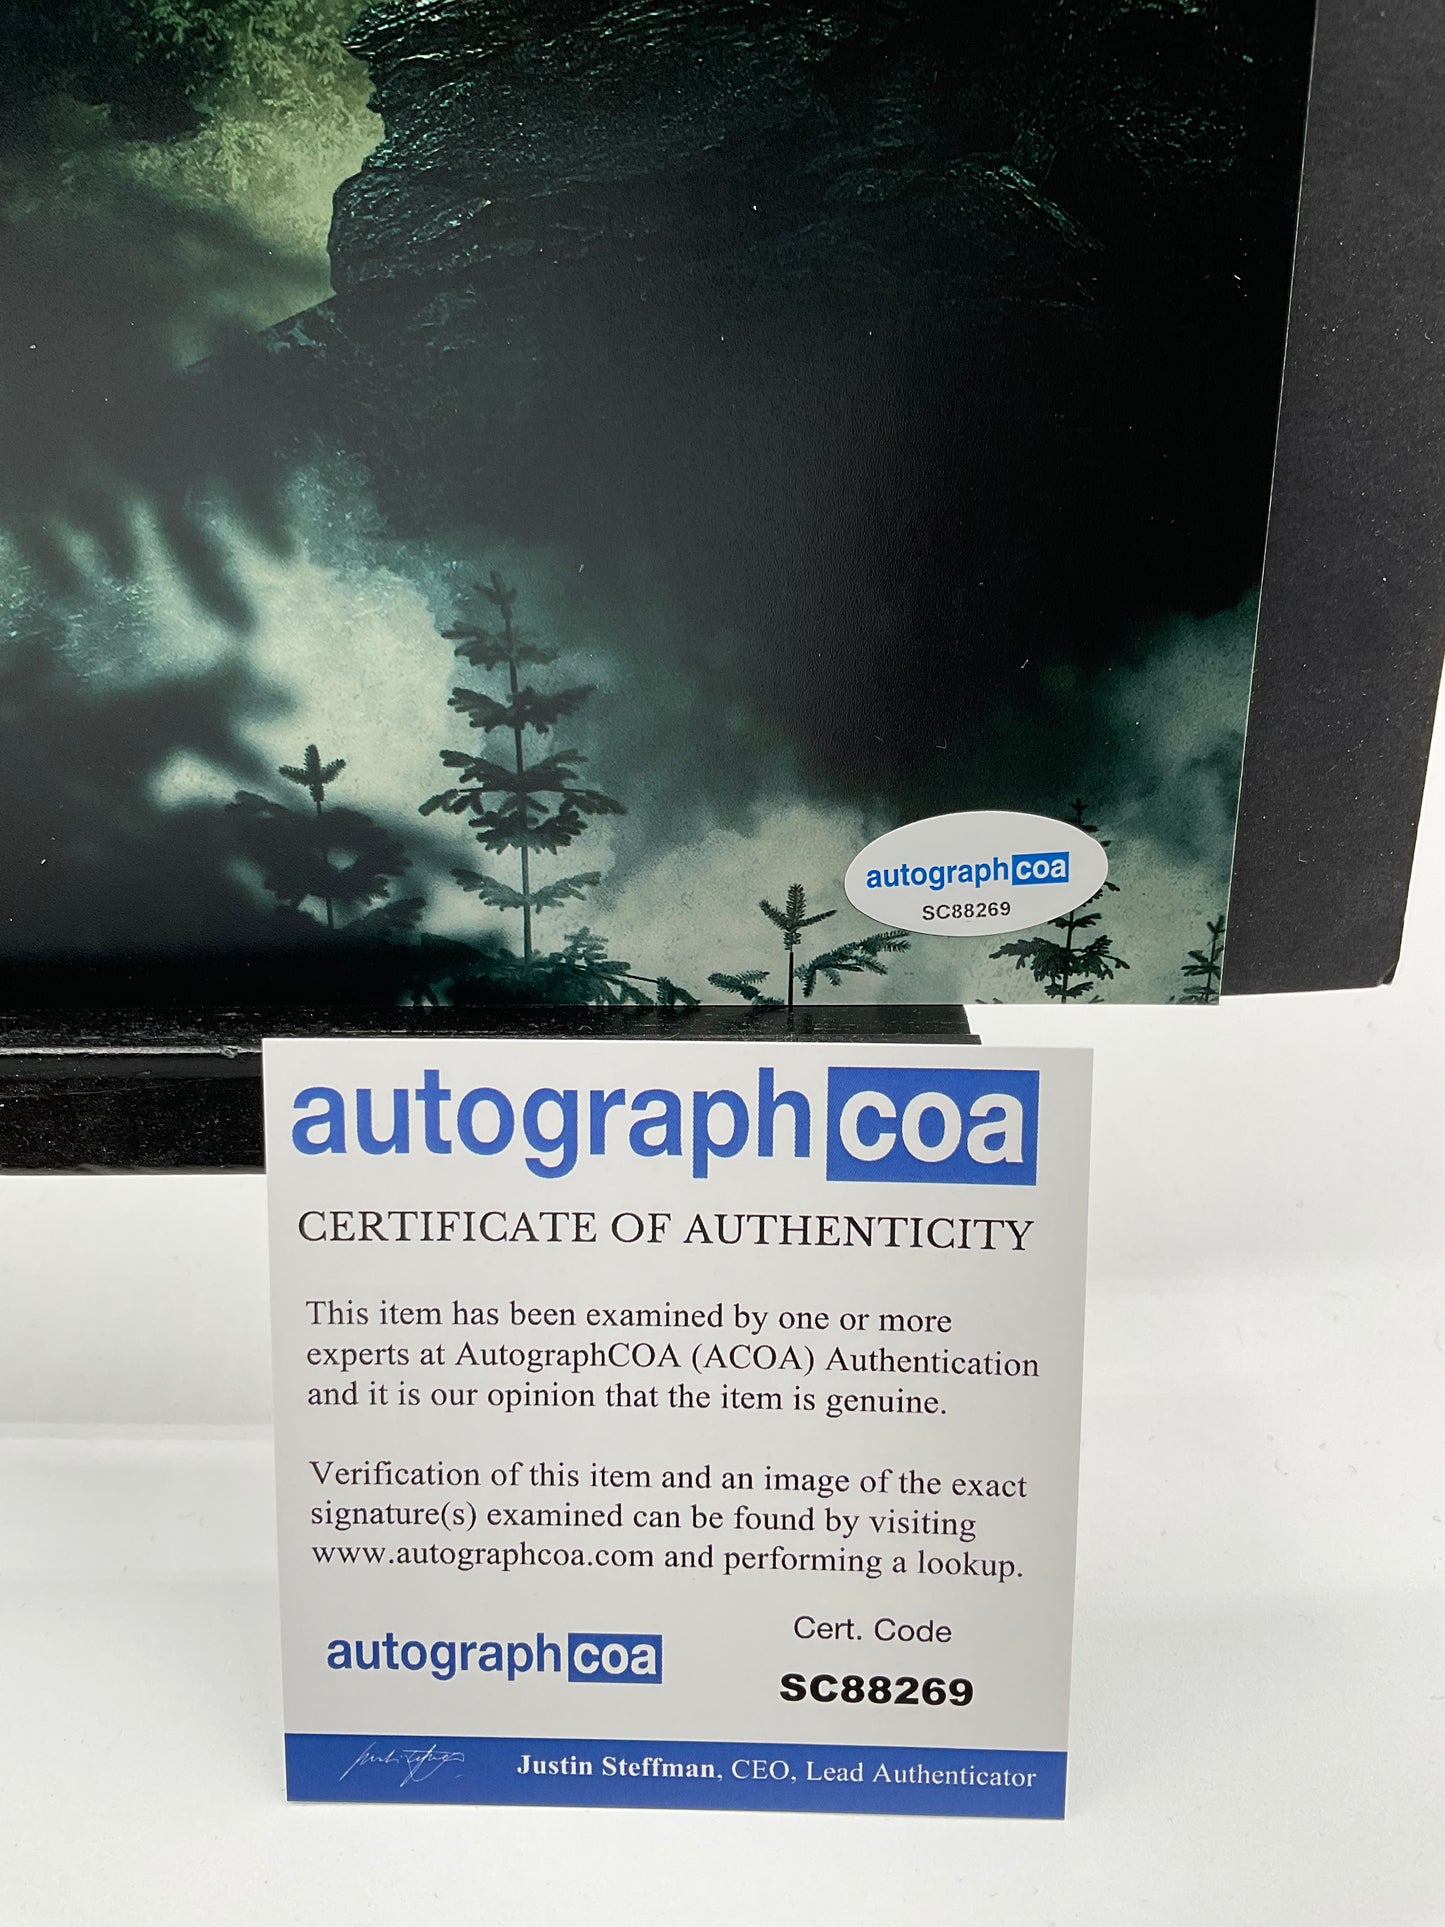 autographcoa
SC88269
autographcoa
CERTIFICATE OF AUTHENTICITY
This item has been examined by one or more
experts at AutographCOA (ACOA) Authentication
and it is our opinion that the item is genuine.
Verification of this item and an image of the exact
signature(s) examined can be found by visiting
www.autographcoa.com and performing a lookup.
autographcoa
Cert. Code
SC88269
Justin Steffman, CEO, Lead Authenticator